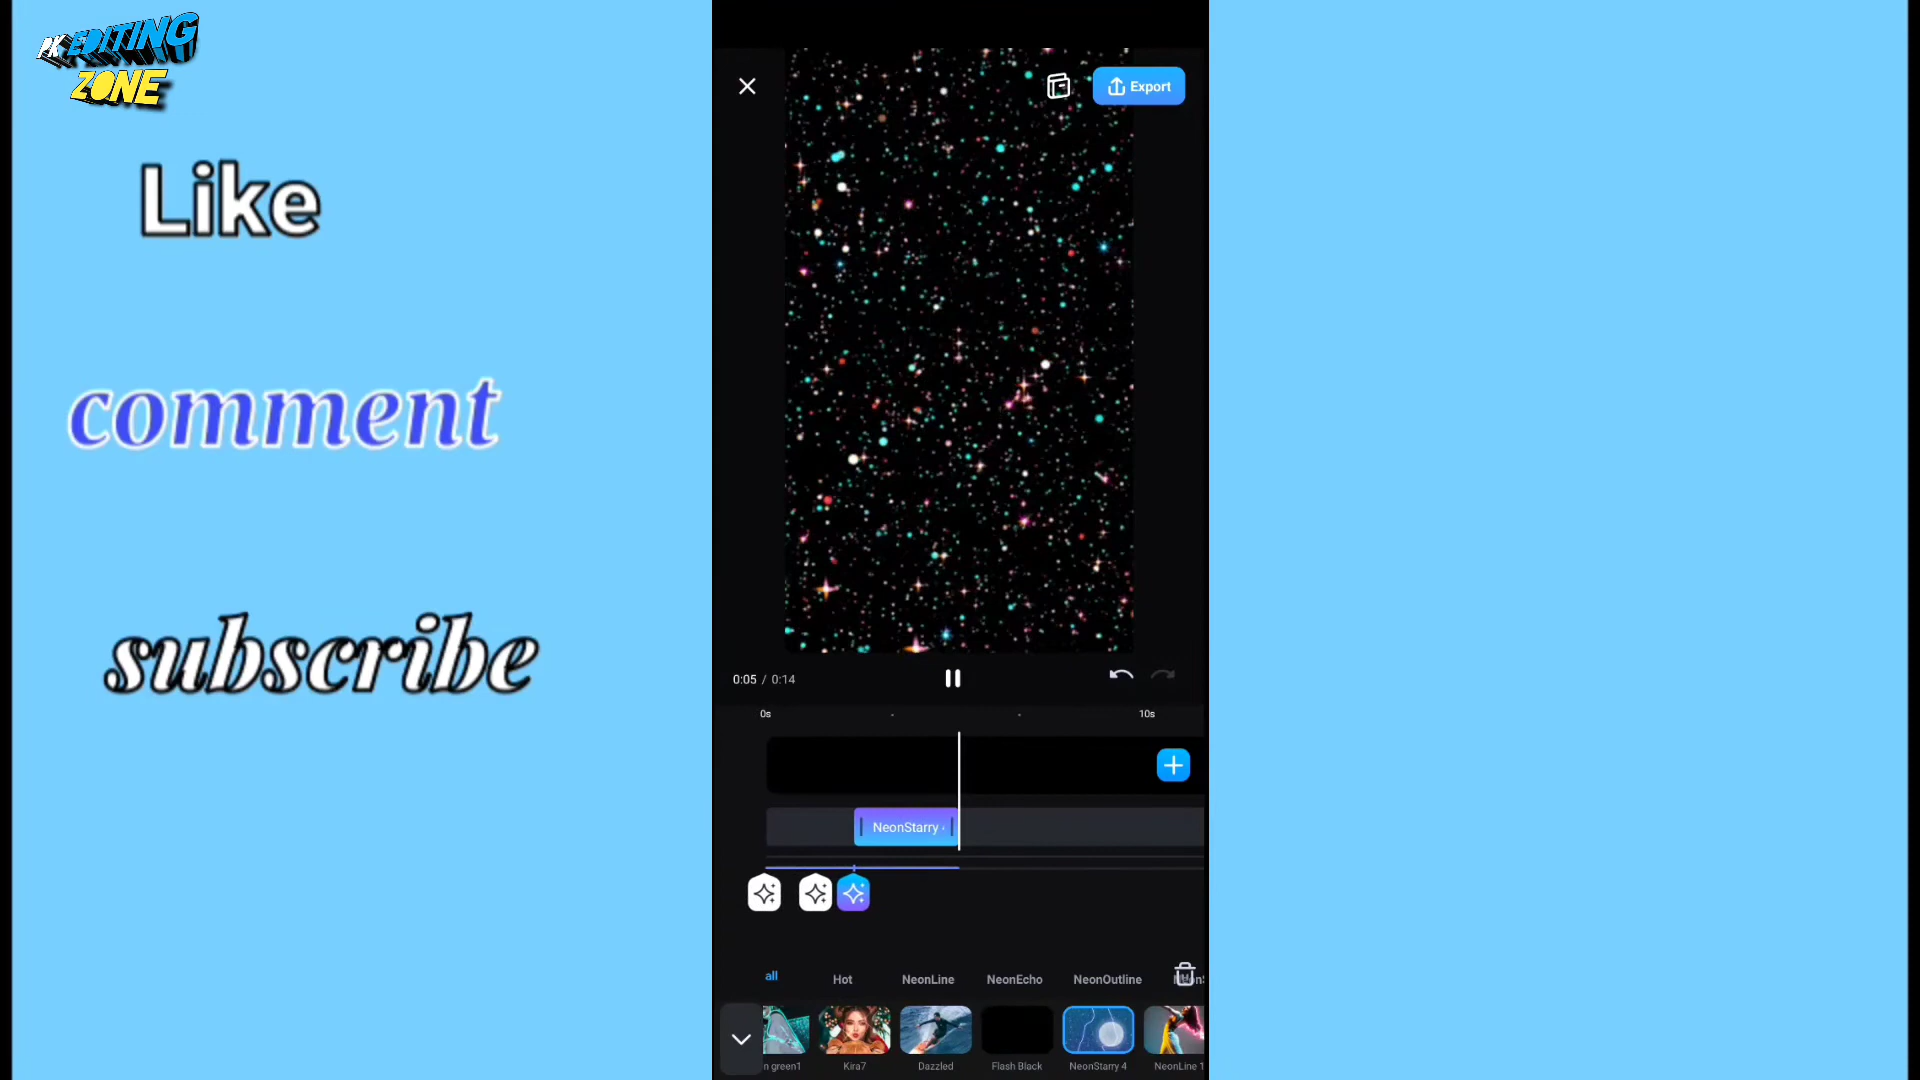 PK EDITING
ZONE
Like
comment
subscribe
Export
0:05 / 0:14
0s
10s
NeonStarry
all
Hot
NeonLine
NeonEcho
NeonOutline
n green1
Kira7
Dazzled
Flash Black
NeonStarry 4
NeonLine 1